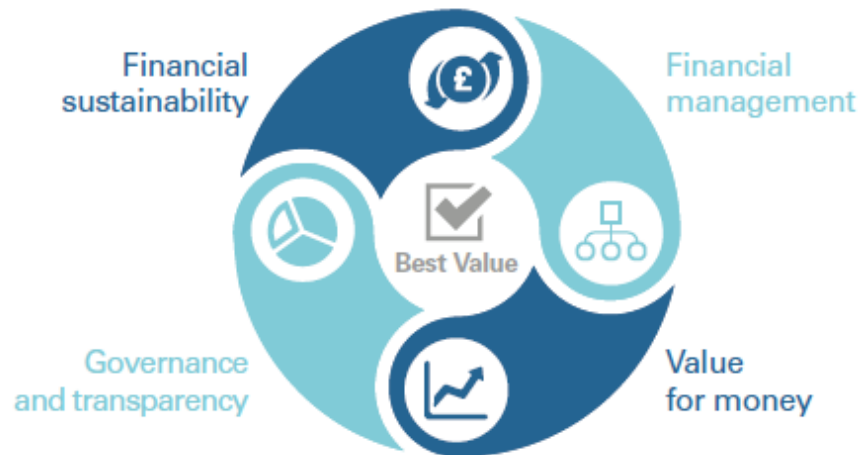 Financial
sustainability
£
Financial
management
Best Value
Governance
and transparency
Value
for money